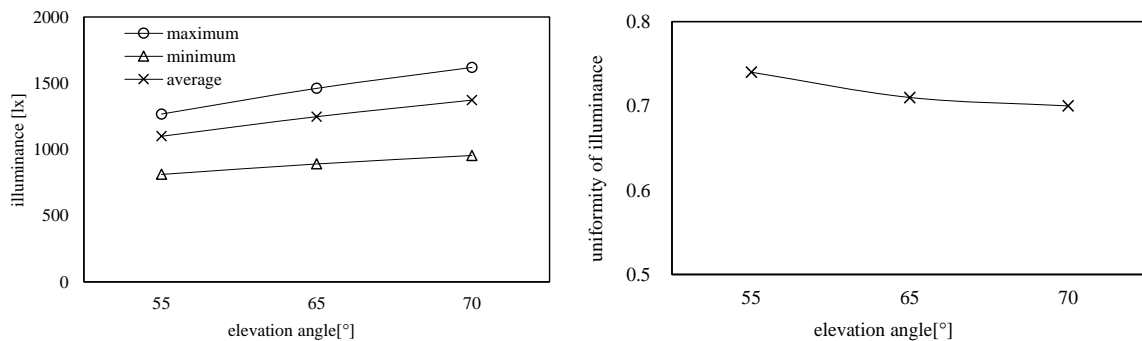 2000
1500
1000
500
0
illuminance [lx]
maximum
minimum
average
55
65
70
elevation angle[°]
0.8
0.7
0.6
0.5
uniformity of illuminance
55
65
70
elevation angle[°]